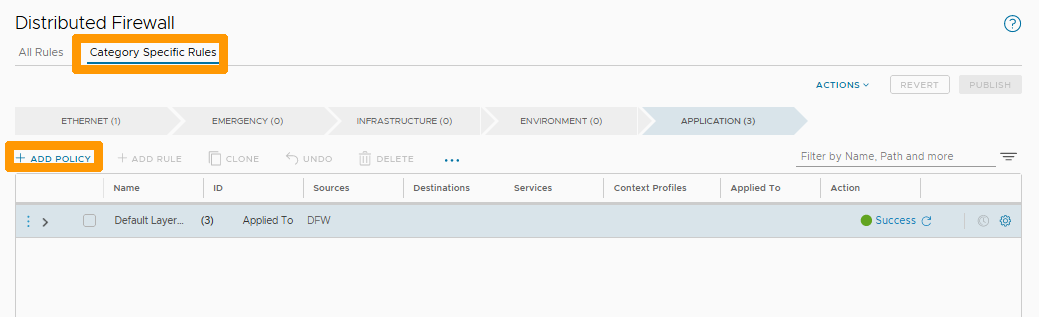 Distributed Firewall
?
All Rules Category Specific Rules
ACTIONS REVERT PUBLISH
ETHERNET (1) EMERGENCY (0) INFRASTRUCTURE (0) ENVIRONMENT (0) APPLICATION (3)
+ ADD POLICY + ADD RULE CLONE UNDO DELETE ... Filter by Name, Path and more
Name ID Sources Destinations Services Context Profiles Applied To Action
Default Layer... (3) Applied To DFW Success